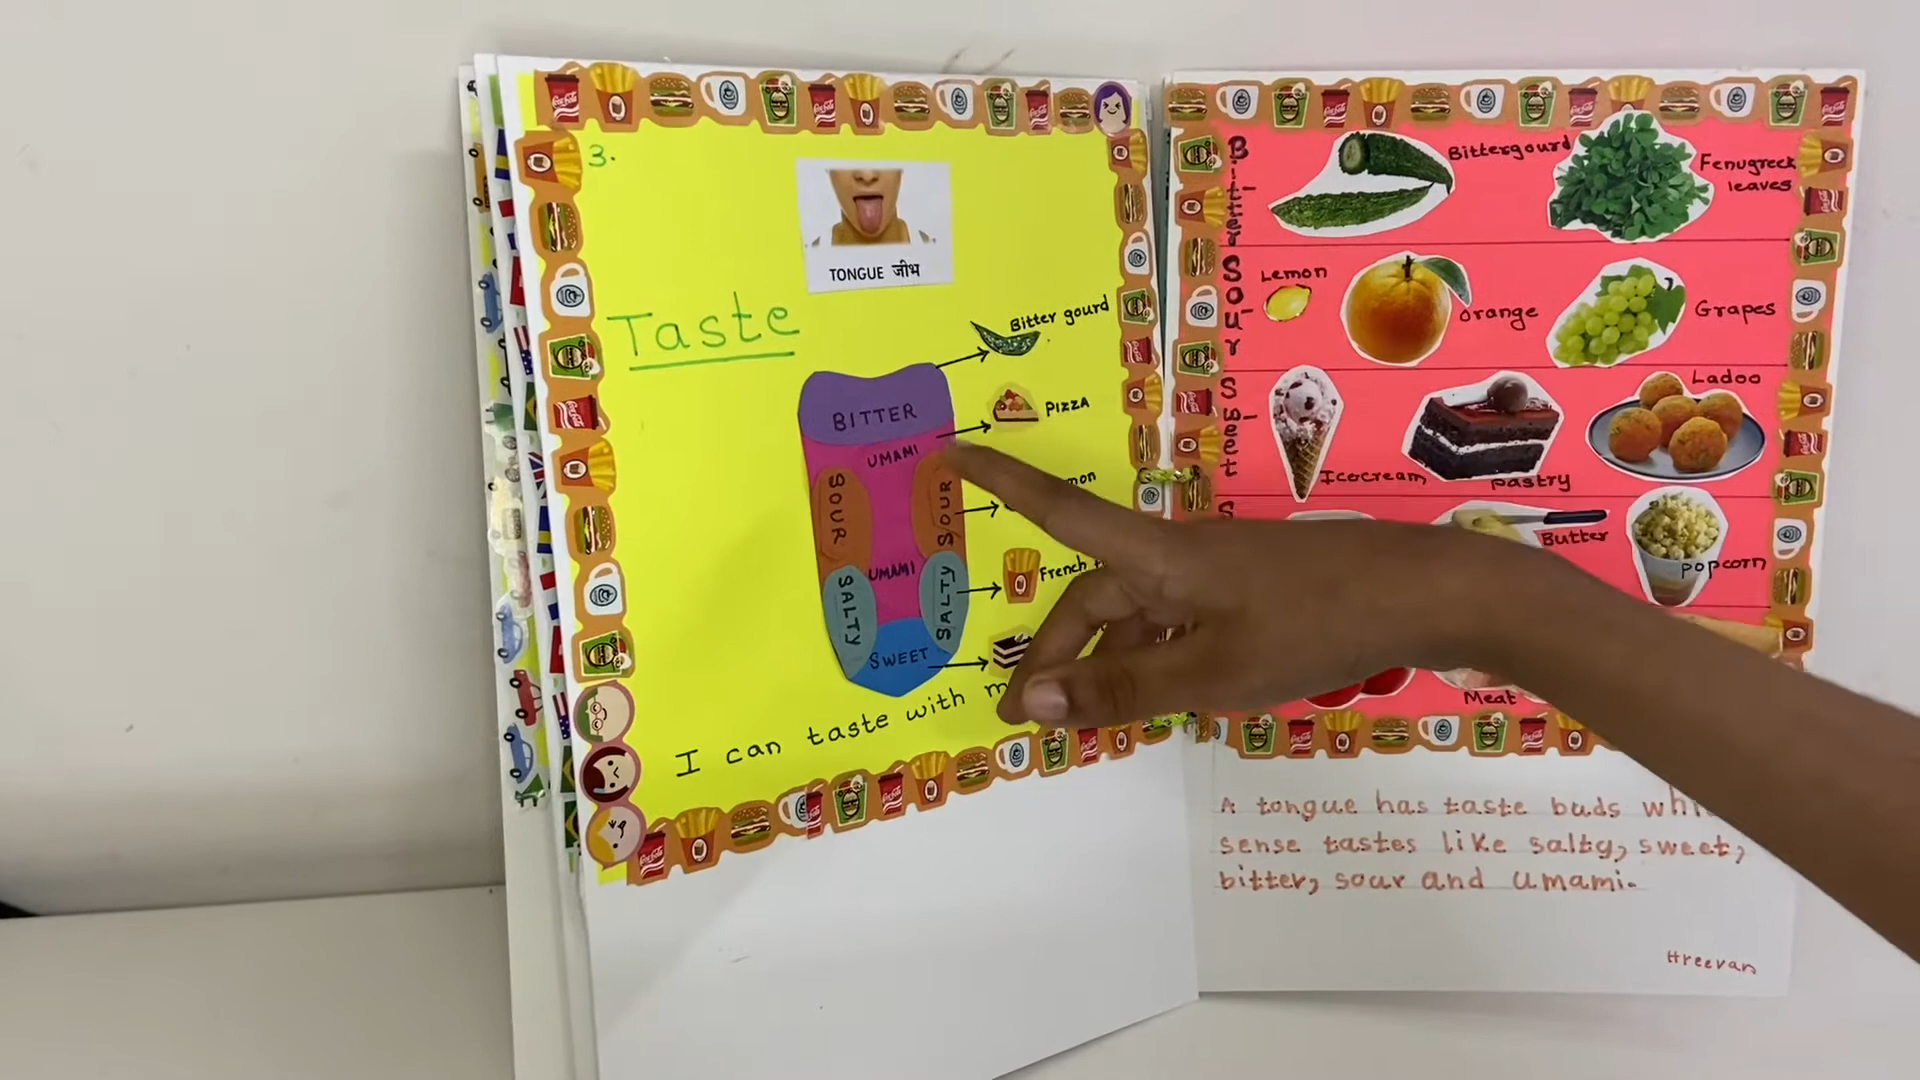 3.
TONGUE जीभ
Taste
Bitter gourd
BITTER
PIZZA
UMAMI
SOUR
SOUR
French
UMAMI
SALTY
SALTY
SWEET
I can taste with
Bitter
Bittergourd
Fenugreek
leaves
Sour
Lemon
Orange
Grapes
Sweet
Icecream
Pastry
Ladoo
S
Butter
popcorn
Meat
A tongue has taste buds
sense tastes like salty, sweet,
bitter, sour and umami.
Hreevan